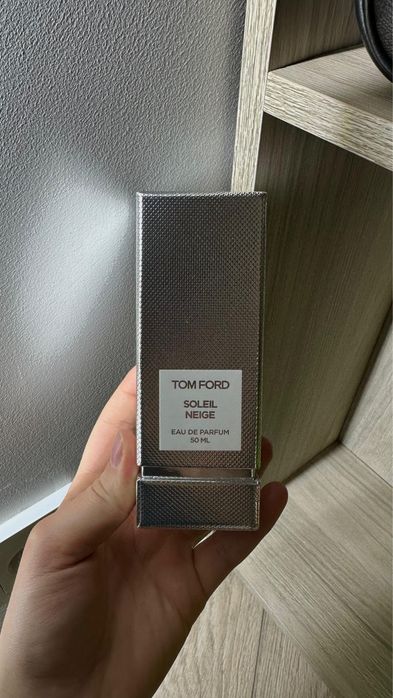 TOM FORD
SOLEIL
NEIGE
EAU DE PARFUM
50 ML